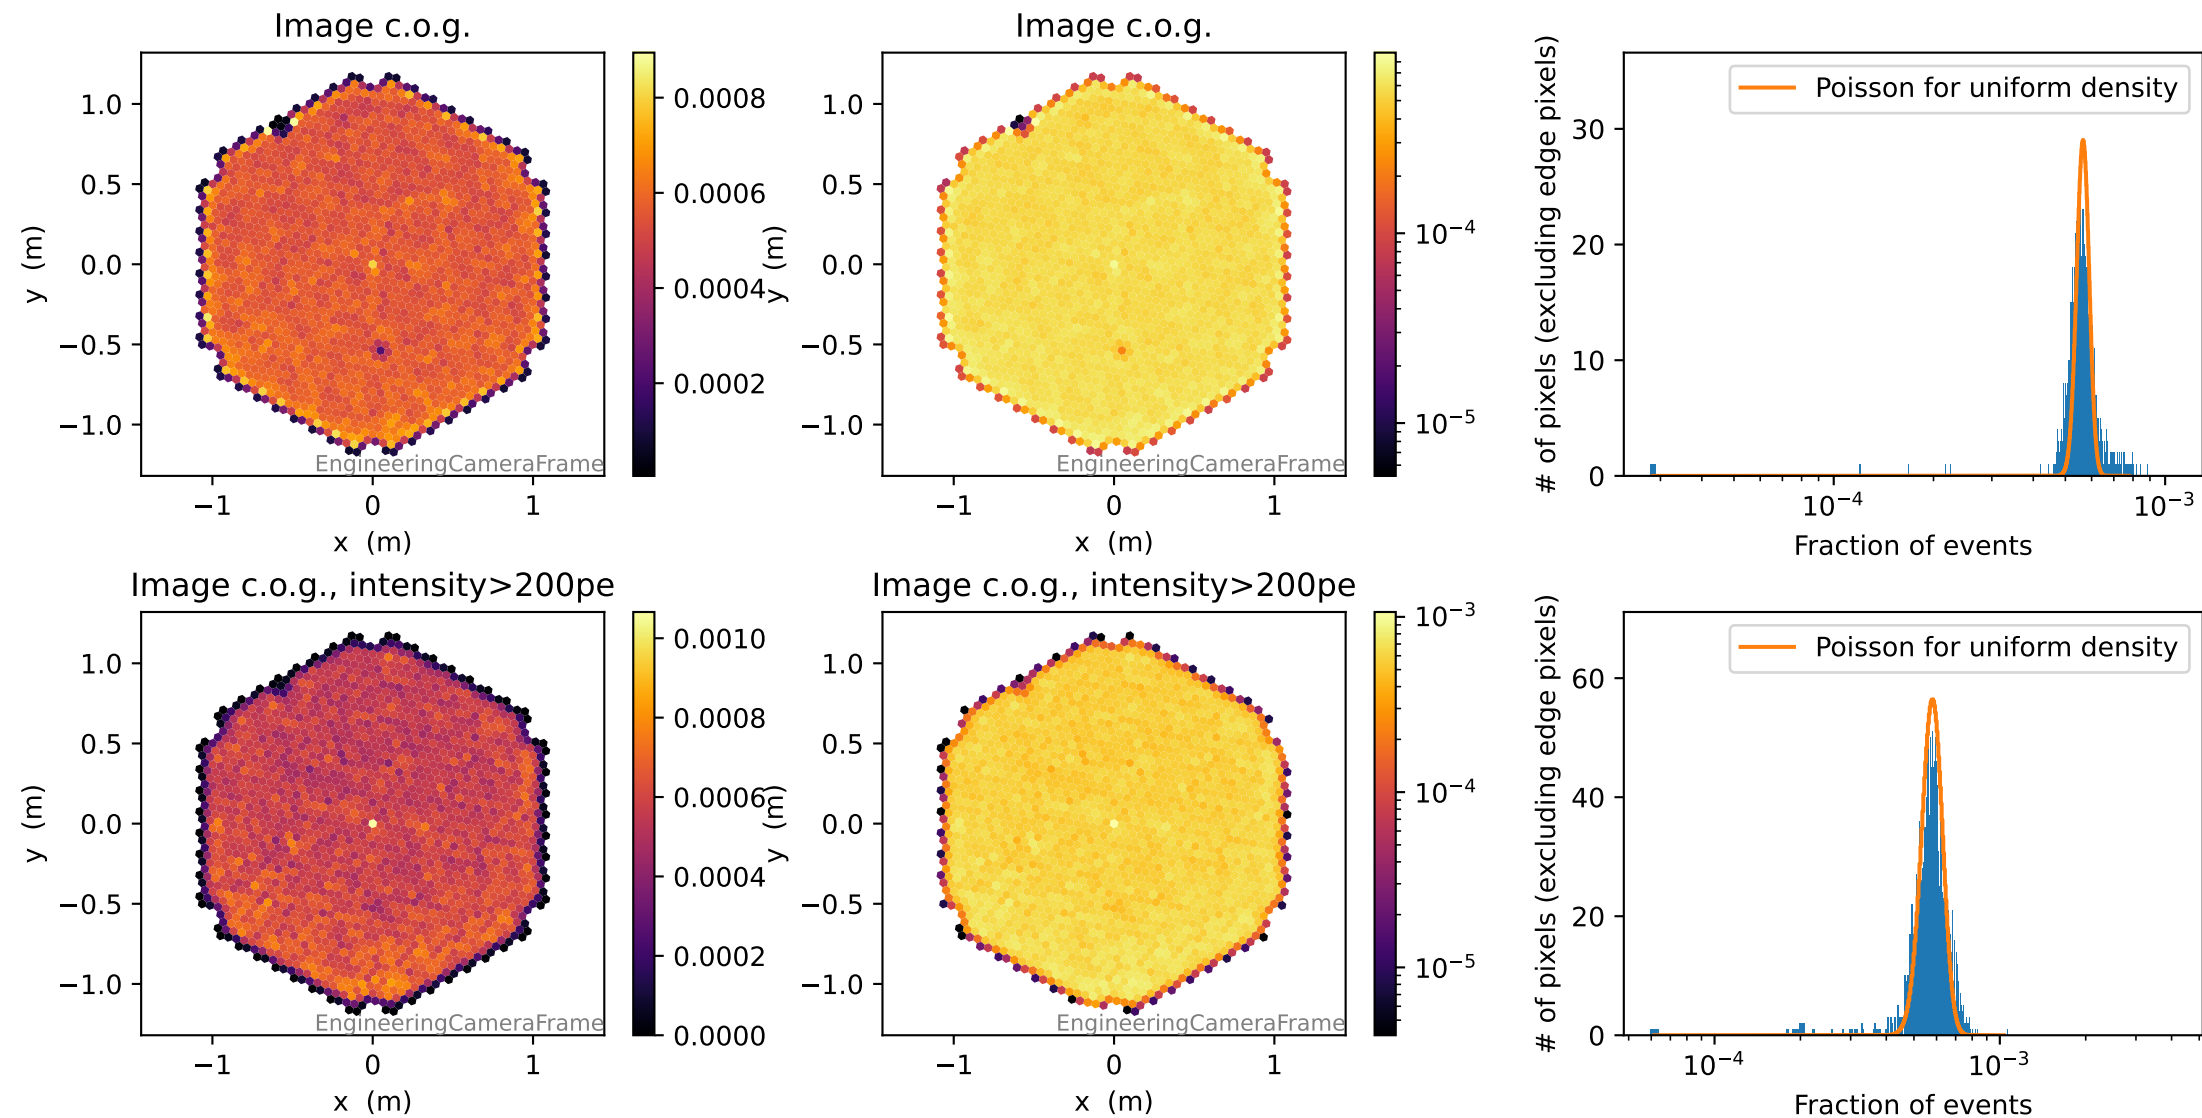 Image c.o.g.
1.0
0.5
0.0
−0.5
−1.0
y (m)
−1
0
1
x (m)
EngineeringCameraFrame
0.0008
0.0006
0.0004
0.0002
Image c.o.g.
1.0
0.5
0.0
−0.5
−1.0
y (m)
−1
0
1
x (m)
EngineeringCameraFrame
10−4
10−5
Poisson for uniform density
30
20
10
0
# of pixels (excluding edge pixels)
10−4
10−3
Fraction of events
Image c.o.g., intensity>200pe
1.0
0.5
0.0
−0.5
−1.0
y (m)
−1
0
1
x (m)
EngineeringCameraFrame
0.0010
0.0008
0.0006
0.0004
0.0002
0.0000
Image c.o.g., intensity>200pe
1.0
0.5
0.0
−0.5
−1.0
y (m)
−1
0
1
x (m)
EngineeringCameraFrame
10−3
10−4
10−5
Poisson for uniform density
60
40
20
0
# of pixels (excluding edge pixels)
10−4
10−3
Fraction of events